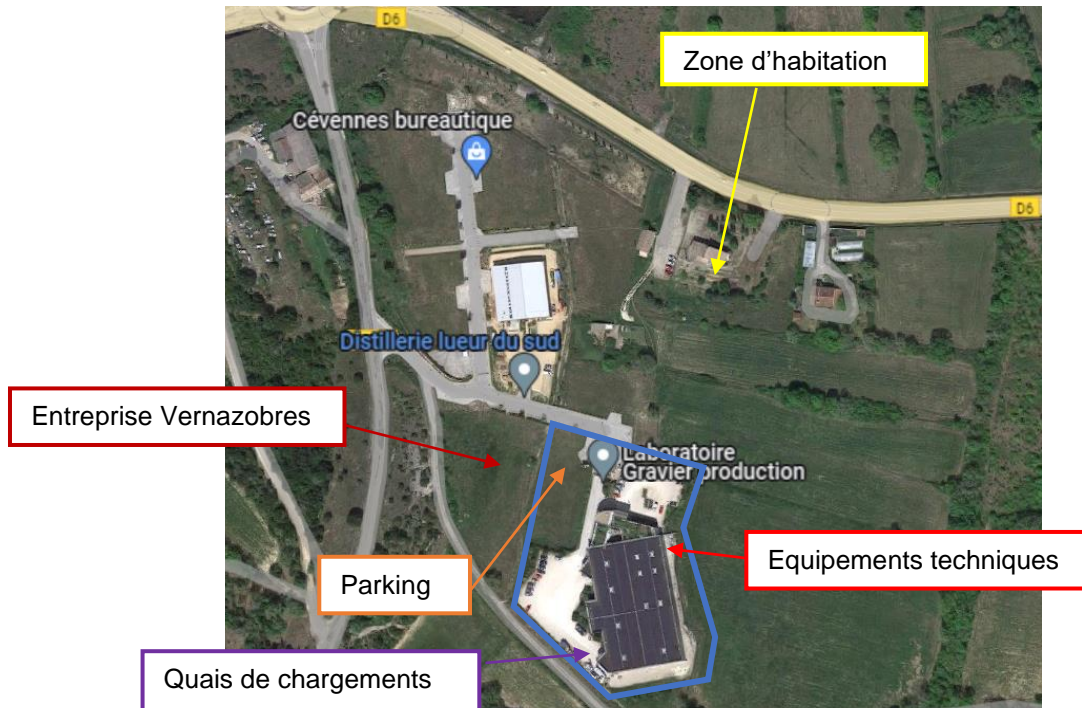 D6
Zone d’habitation
Cévennes bureautique
D6
Distillerie lueur du sud
Entreprise Vernazobres
Laboratoire
Gravier production
Equipements techniques
Parking
Quais de chargements